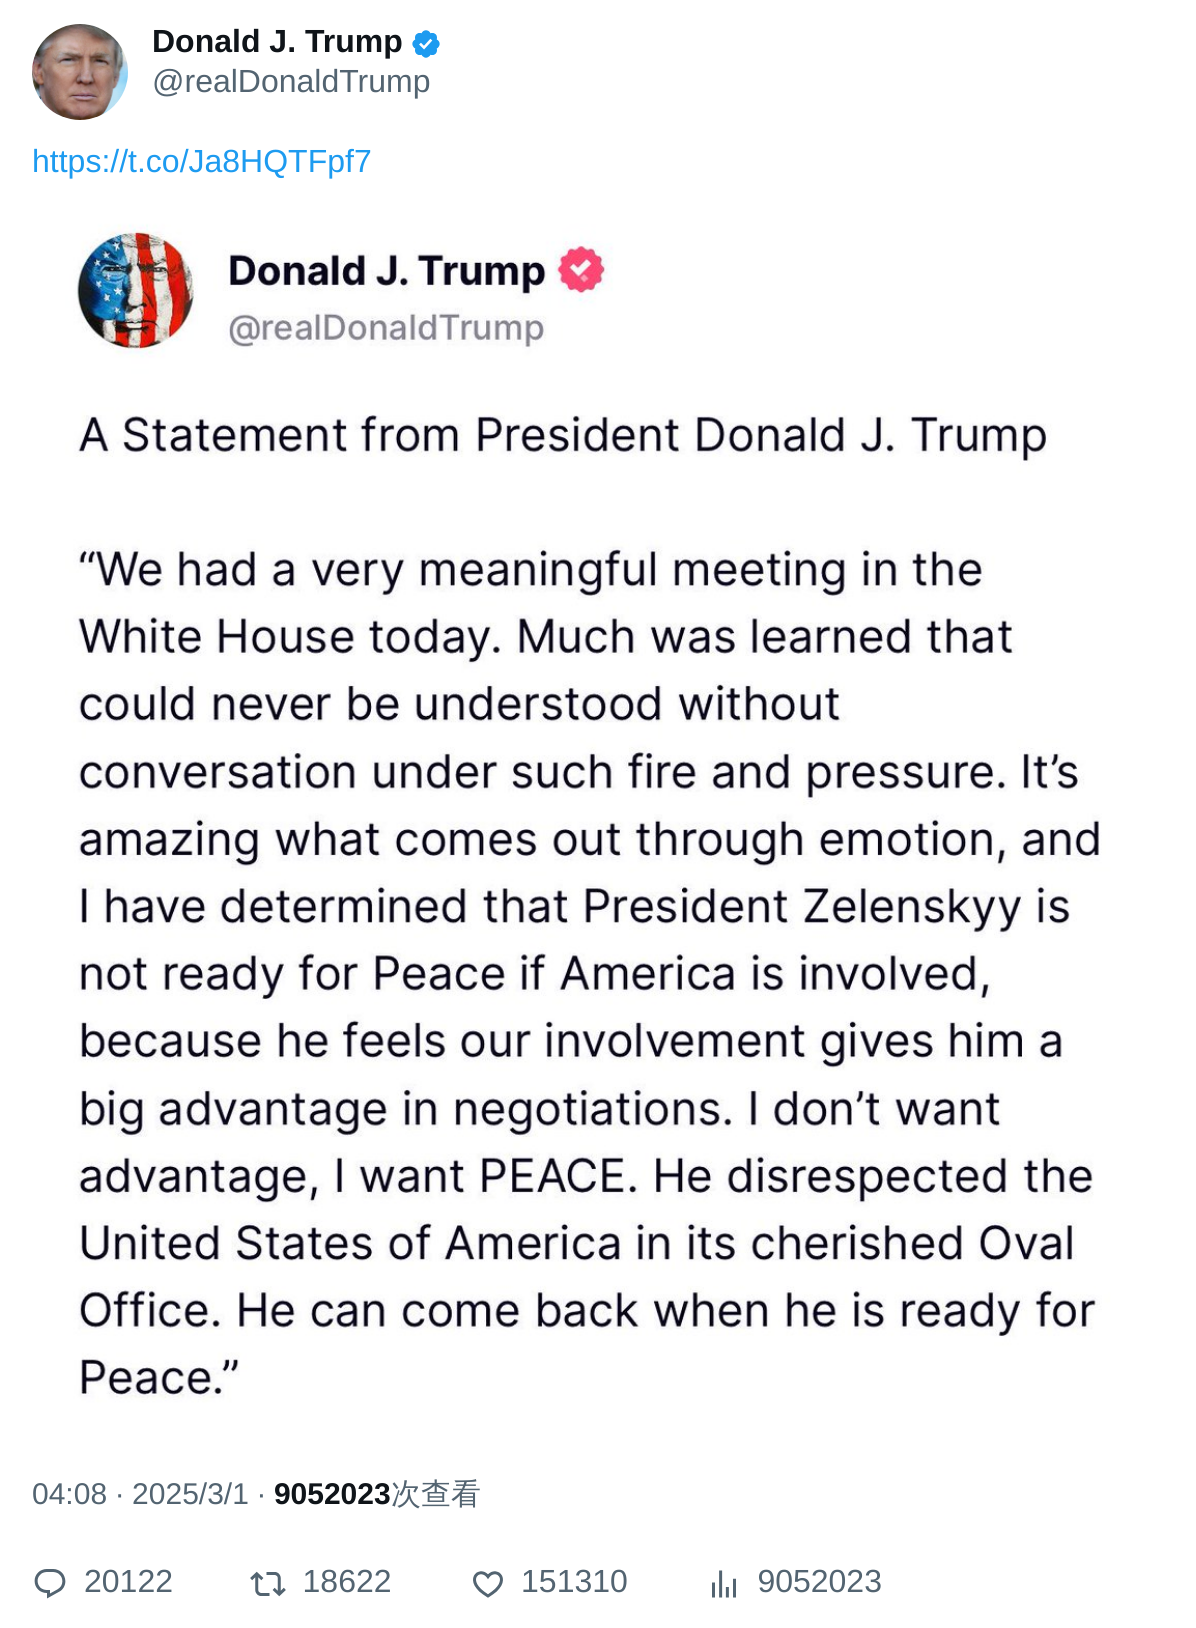 Donald J. Trump
@realDonaldTrump
https://t.co/Ja8HQTFpf7
Donald J. Trump
@realDonaldTrump
A Statement from President Donald J. Trump
“We had a very meaningful meeting in the
White House today. Much was learned that
could never be understood without
conversation under such fire and pressure. It’s
amazing what comes out through emotion, and
I have determined that President Zelenskyy is
not ready for Peace if America is involved,
because he feels our involvement gives him a
big advantage in negotiations. I don’t want
advantage, I want PEACE. He disrespected the
United States of America in its cherished Oval
Office. He can come back when he is ready for
Peace.”
04:08 · 2025/3/1 · 9052023次查看
20122 18622 151310 9052023